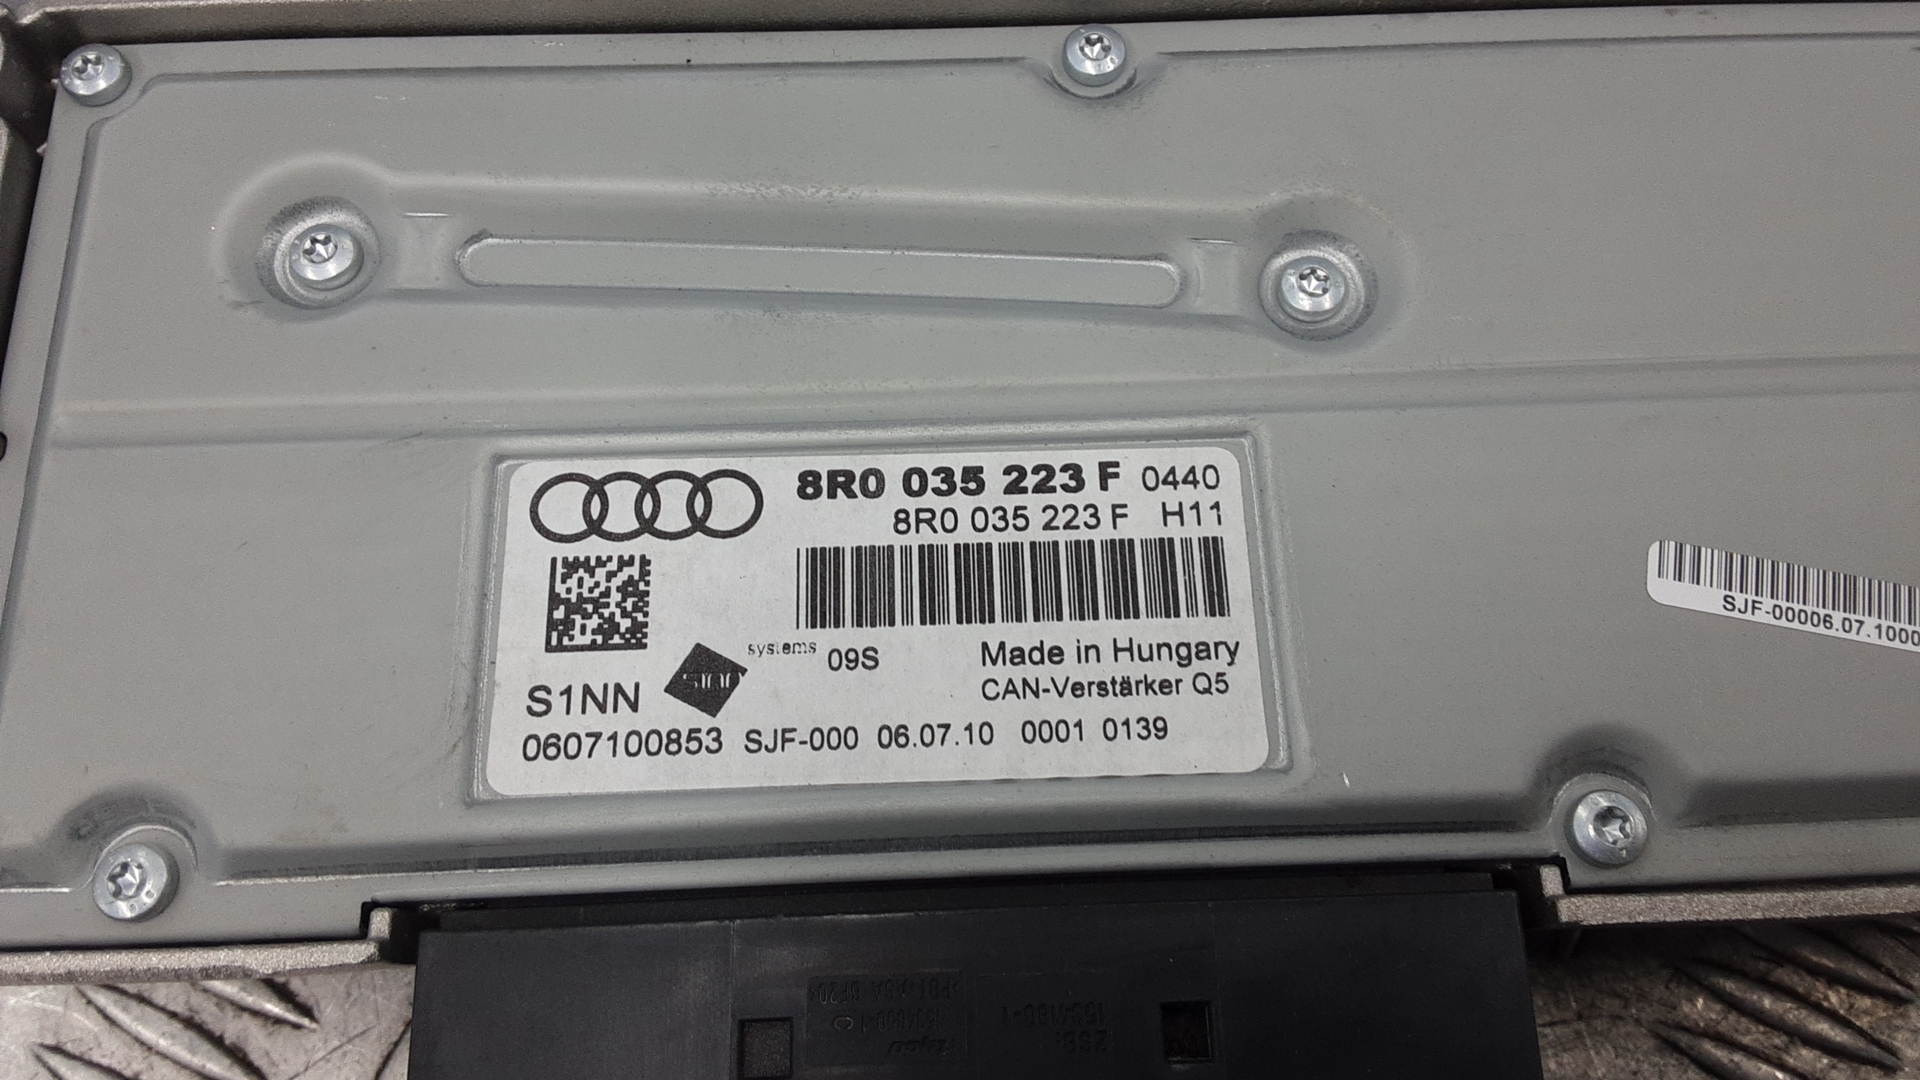 8R0 035 223 F 0440
8R0 035 223 F H11
systems 09S
Made in Hungary
CAN-Verstärker Q5
S1NN
0607100853 SJF-000 06.07.10 0001 0139
SJF-00006.07.1000